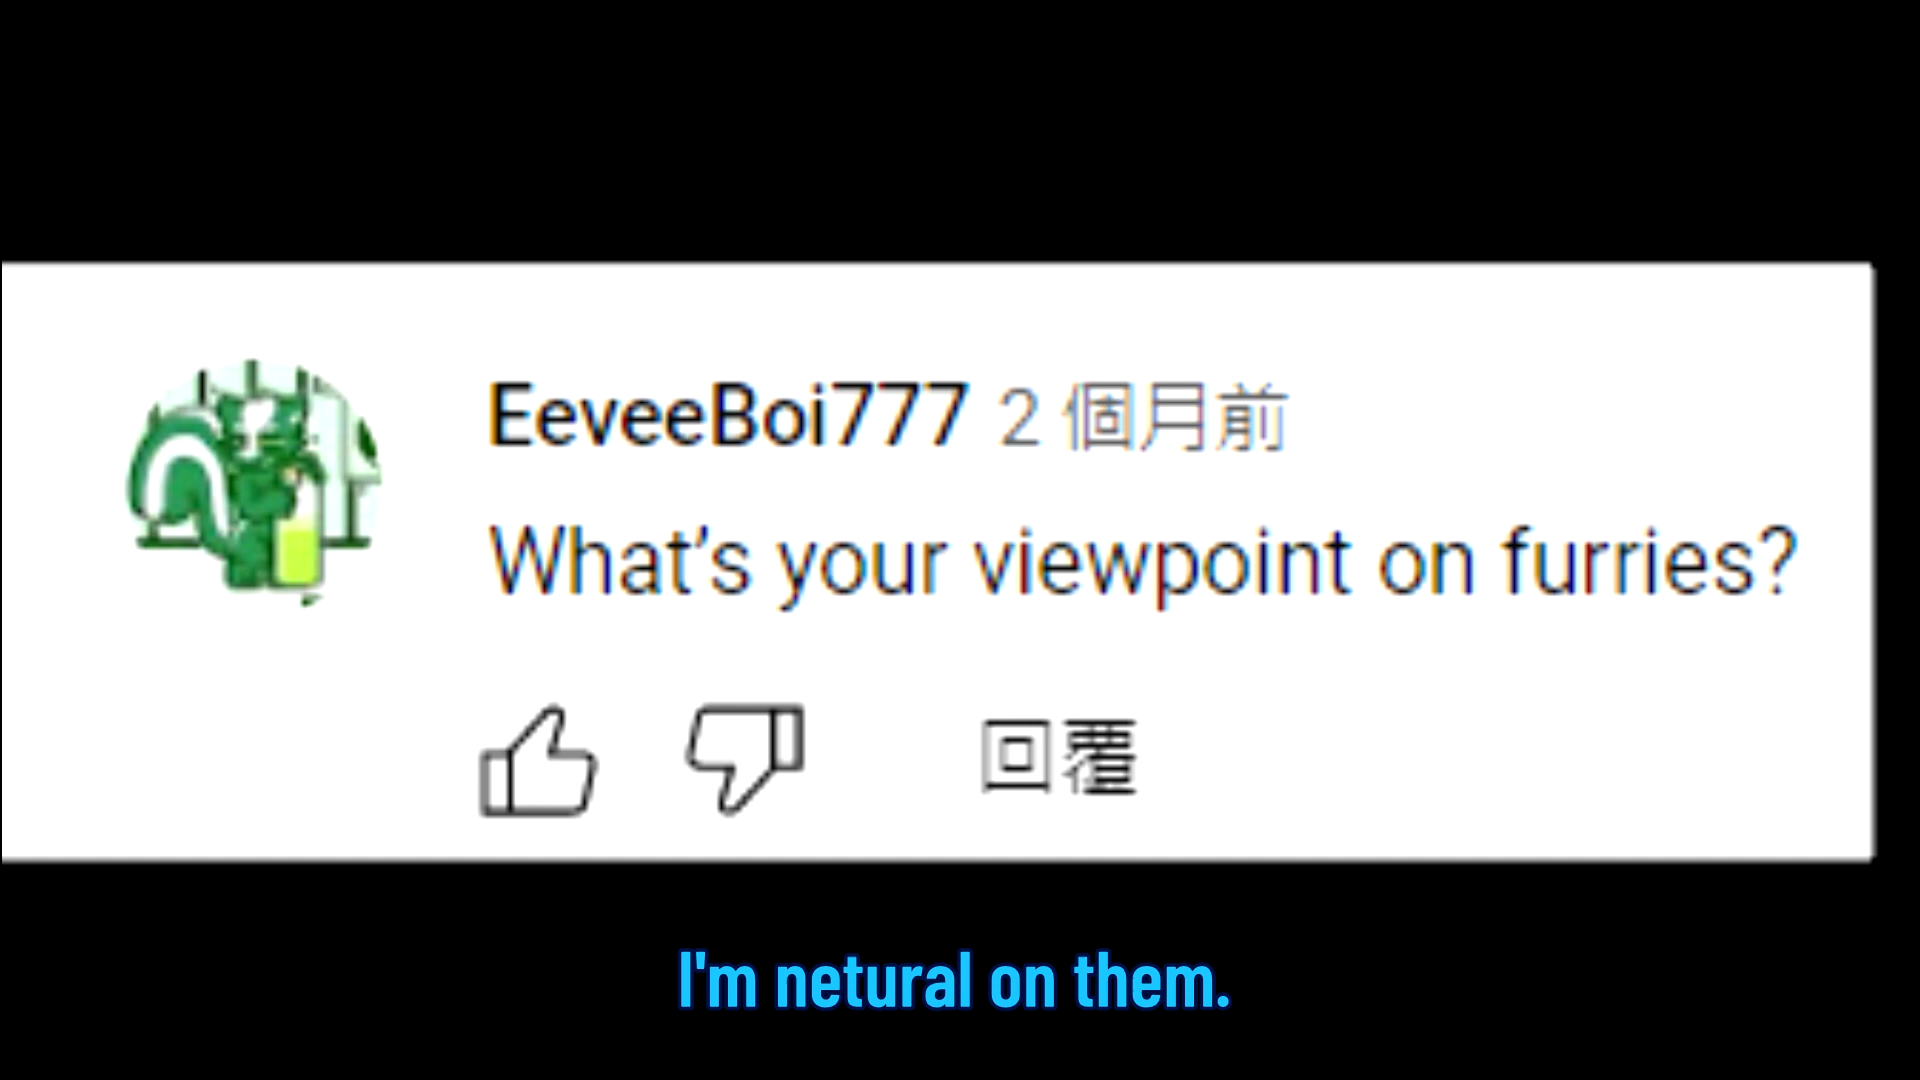 EeveeBoi777 2 個月前
What's your viewpoint on furries?
回覆
I'm netural on them.